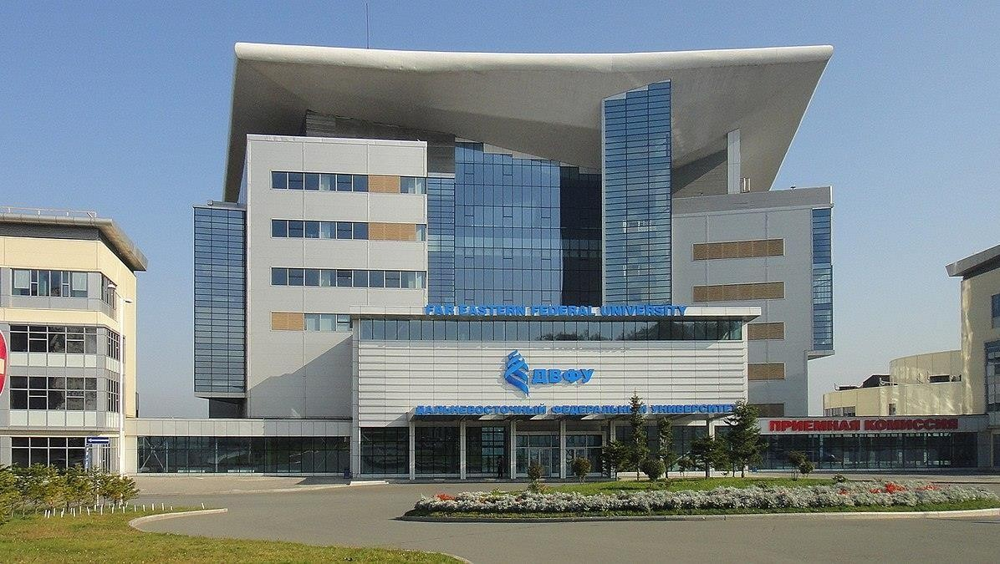 FAR EASTERN FEDERAL UNIVERSITY
ДВФУ
ДАЛЬНЕВОСТОЧНЫЙ ФЕДЕРАЛЬНЫЙ УНИВЕРСИТЕТ
ПРИЕМНАЯ КОМИССИЯ